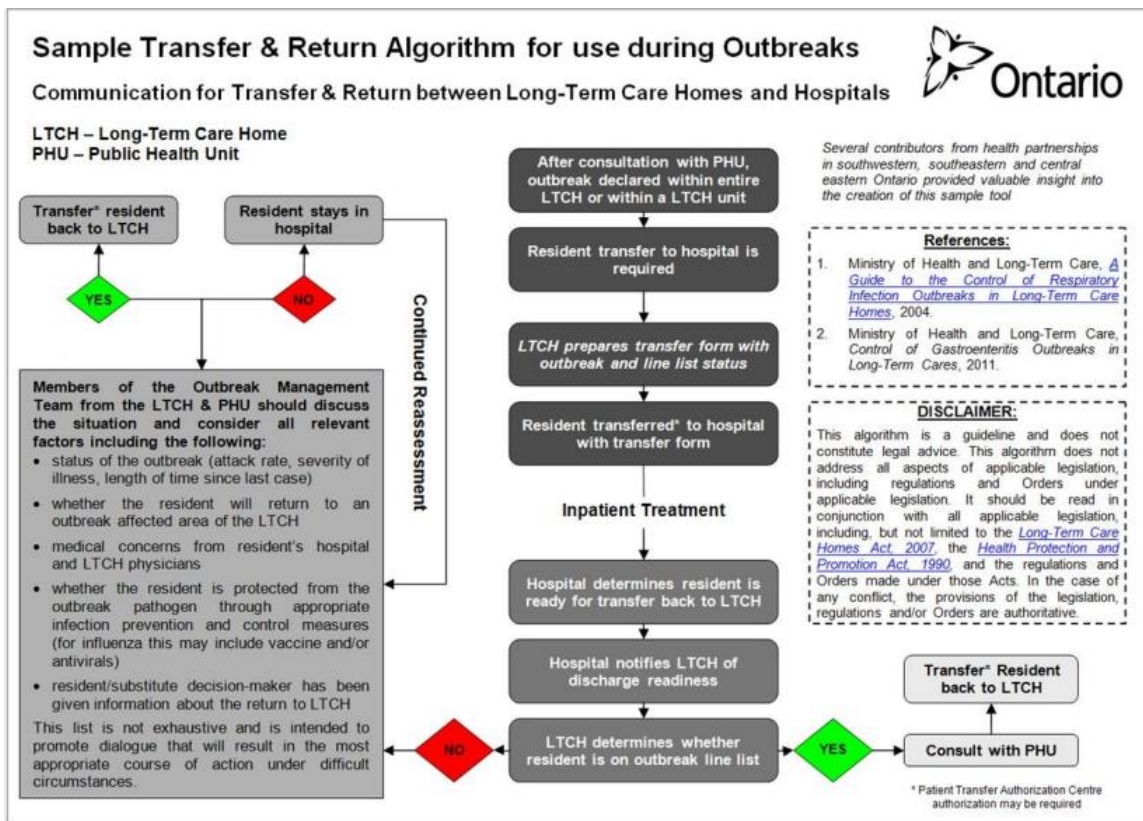 Sample Transfer & Return Algorithm for use during Outbreaks
Communication for Transfer & Return between Long-Term Care Homes and Hospitals
Ontario
LTCH – Long-Term Care Home
PHU – Public Health Unit
Transfer* resident
back to LTCH
Resident stays in
hospital
YES
NO
Continued Reassessment
Members of the Outbreak Management
Team from the LTCH & PHU should discuss
the situation and consider all relevant
factors including the following:
• status of the outbreak (attack rate, severity of
illness, length of time since last case)
• whether the resident will return to an
outbreak affected area of the LTCH
• medical concerns from resident's hospital
and LTCH physicians
• whether the resident is protected from the
outbreak pathogen through appropriate
infection prevention and control measures
(for influenza this may include vaccine and/or
antivirals)
• resident/substitute decision-maker has been
given information about the return to LTCH
This list is not exhaustive and is intended to
promote dialogue that will result in the most
appropriate course of action under difficult
circumstances.
After consultation with PHU,
outbreak declared within entire
LTCH or within a LTCH unit
Resident transfer to hospital is
required
LTCH prepares transfer form with
outbreak and line list status
Resident transferred* to hospital
with transfer form
Inpatient Treatment
Hospital determines resident is
ready for transfer back to LTCH
Hospital notifies LTCH of
discharge readiness
LTCH determines whether
resident is on outbreak line list
NO
YES
Consult with PHU
Transfer* Resident
back to LTCH
* Patient Transfer Authorization Centre
authorization may be required
Several contributors from health partnerships
in southwestern, southeastern and central
eastern Ontario provided valuable insight into
the creation of this sample tool
References:
1. Ministry of Health and Long-Term Care, A
Guide to the Control of Respiratory
Infection Outbreaks in Long-Term Care
Homes, 2004.
2. Ministry of Health and Long-Term Care,
Control of Gastroenteritis Outbreaks in
Long-Term Cares, 2011.
DISCLAIMER:
This algorithm is a guideline and does not
constitute legal advice. This algorithm does not
address all aspects of applicable legislation,
including regulations and Orders under
applicable legislation. It should be read in
conjunction with all applicable legislation,
including, but not limited to the Long-Term Care
Homes Act, 2007, the Health Protection and
Promotion Act, 1990, and the regulations and
Orders made under those Acts. In the case of
any conflict, the provisions of the legislation,
regulations and/or Orders are authoritative.